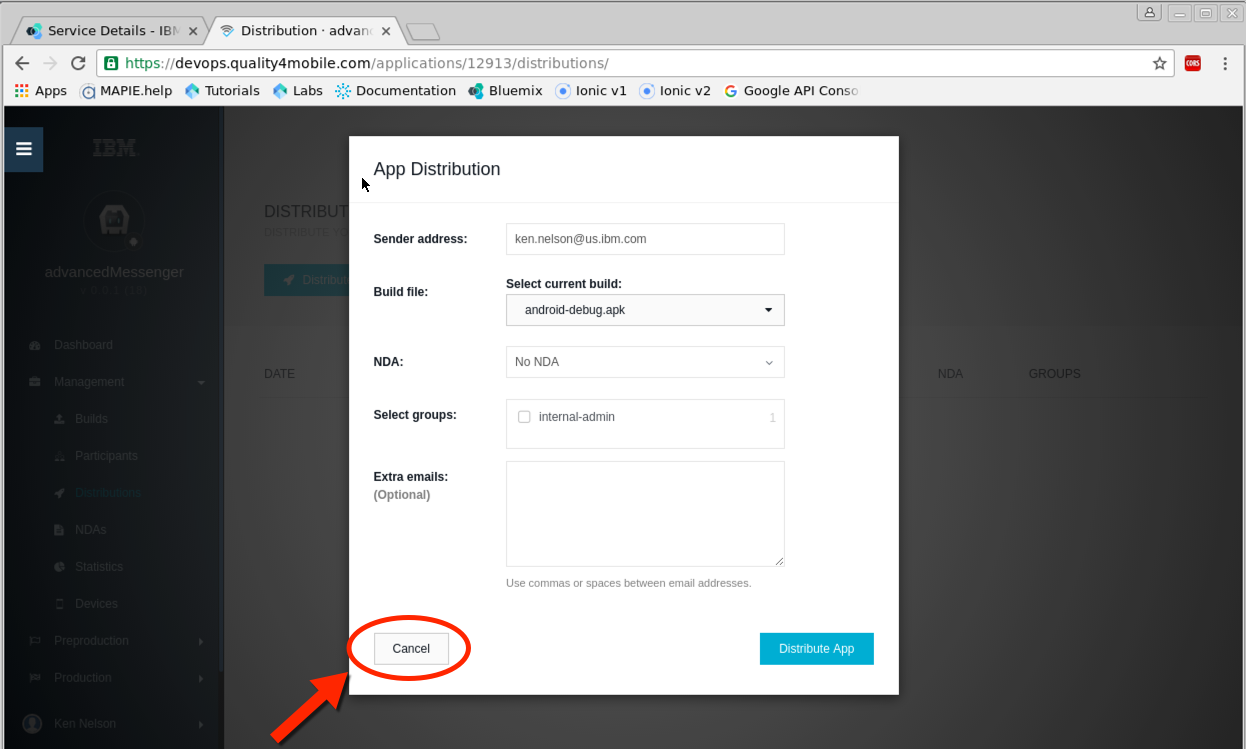 Service Details - IBM
Distribution · advanc
https://devops.quality4mobile.com/applications/12913/distributions/
CORS
Apps
MAPIE.help
Tutorials
Labs
Documentation
Bluemix
Ionic v1
Ionic v2
Google API Conso
IBM
advancedMessenger
Dashboard
Management
Builds
Participants
Distributions
NDAs
Statistics
Devices
Preproduction
Production
Ken Nelson
DISTRIBUT
DISTRIBUTE YO
Distribut
DATE
NDA
GROUPS
App Distribution
Sender address:
ken.nelson@us.ibm.com
Build file:
Select current build:
android-debug.apk
NDA:
No NDA
Select groups:
internal-admin
1
Extra emails:
(Optional)
Use commas or spaces between email addresses.
Cancel
Distribute App